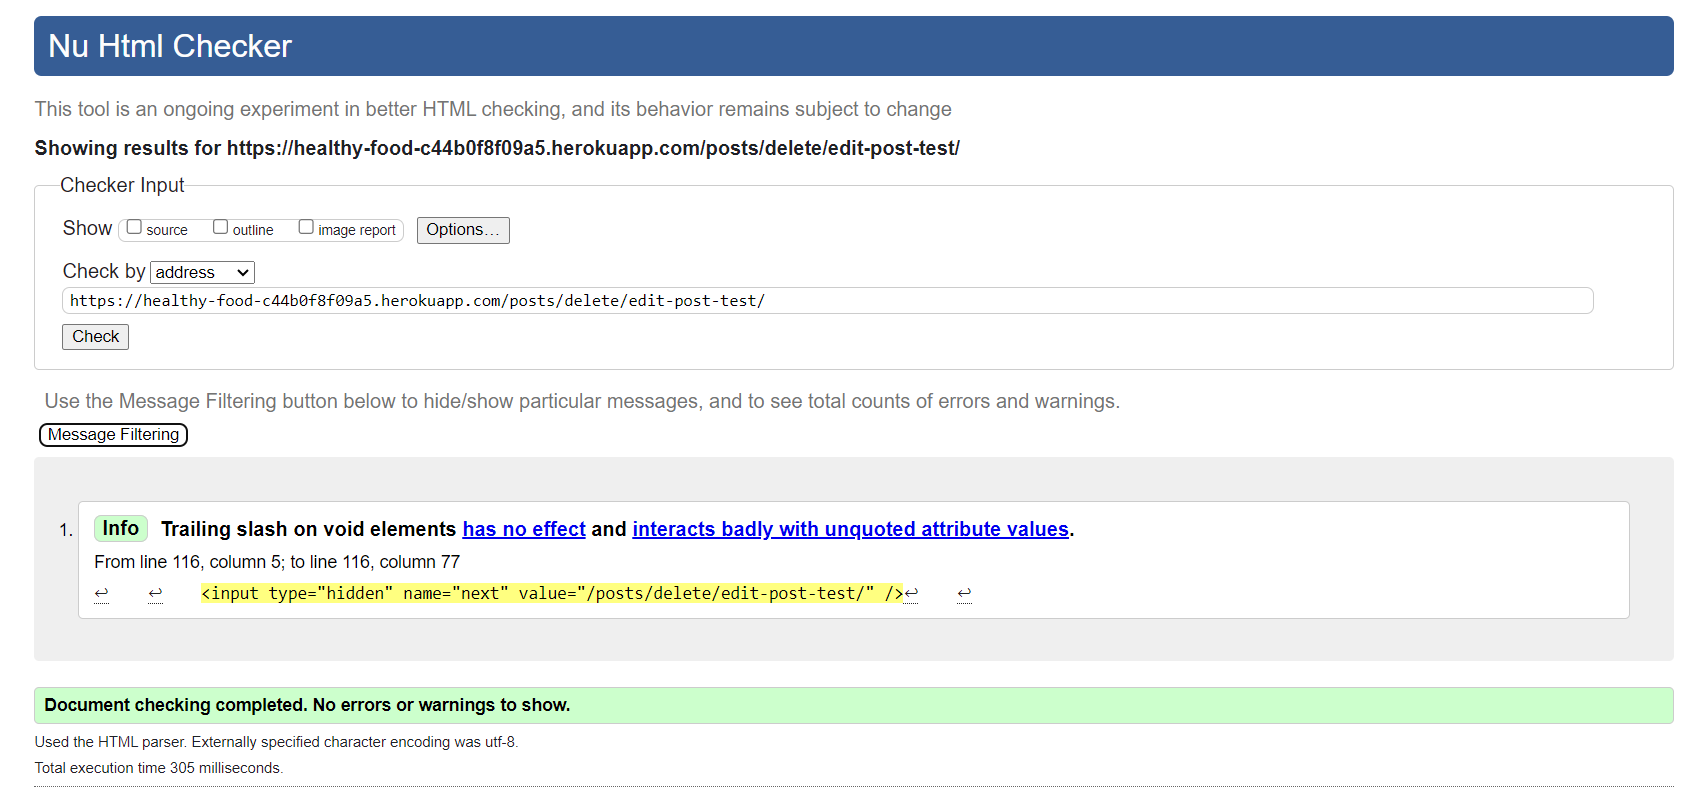 Nu Html Checker
This tool is an ongoing experiment in better HTML checking, and its behavior remains subject to change
Showing results for https://healthy-food-c44b0f8f09a5.herokuapp.com/posts/delete/edit-post-test/
Checker Input
Show source outline image report Options...
Check by address
https://healthy-food-c44b0f8f09a5.herokuapp.com/posts/delete/edit-post-test/
Check
Use the Message Filtering button below to hide/show particular messages, and to see total counts of errors and warnings.
Message Filtering
1. Info Trailing slash on void elements has no effect and interacts badly with unquoted attribute values.
From line 116, column 5; to line 116, column 77
↩ ↩ <input type="hidden" name="next" value="/posts/delete/edit-post-test/" />↩ ↩
Document checking completed. No errors or warnings to show.
Used the HTML parser. Externally specified character encoding was utf-8.
Total execution time 305 milliseconds.